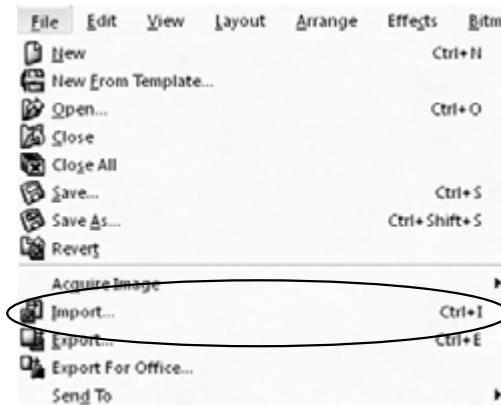 File Edit View Layout Arrange Effects Bitm
New Ctrl+N
New From Template...
Open... Ctrl+O
Close
Close All
Save... Ctrl+S
Save As... Ctrl+Shift+S
Revert
Acquire Image
Import... Ctrl+I
Export... Ctrl+E
Export For Office...
Send To